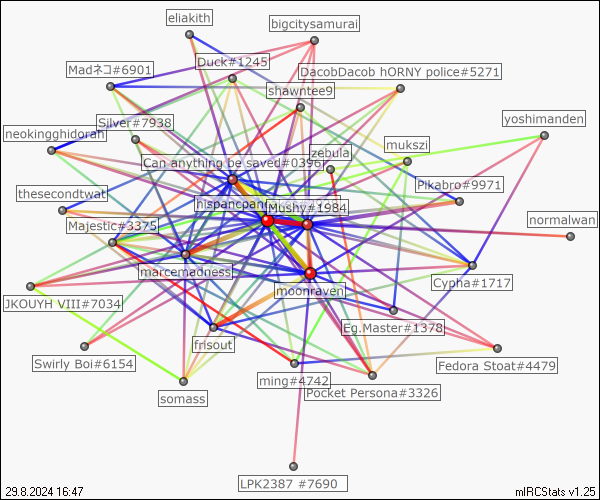 eliakith
bigcitysamurai
Duck#1245
Madネコ#6901
DacobDacob hORNY police#5271
shawntee9
yoshimanden
Silver#7938
neokingghidorah
mukszi
zebula
Can anything be saved#0396
Pikabro#9971
thesecondtwat
Mushy#1984
normalwan
Majestic#3375
marcemadness
Cypha#1717
moonraven
JKOUYH VIII#7034
Eg.Master#1378
frisout
Swirly Boi#6154
Fedora Stoat#4479
ming#4742
Pocket Persona#3326
somass
LPK2387 #7690
29.8.2024 16:47
mIRCStats v1.25